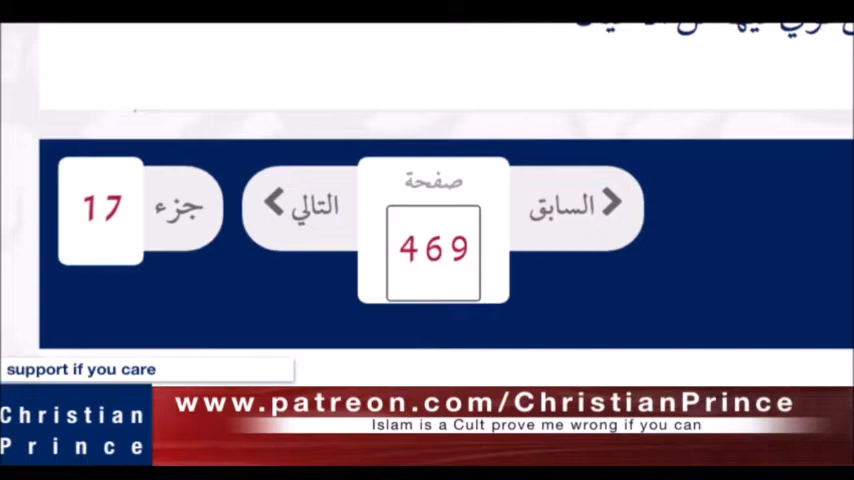 صفحة
السابق
469
التالي
جزء
17
support if you care
Christian
Prince
www.patreon.com/ChristianPrince
Islam is a Cult prove me wrong if you can